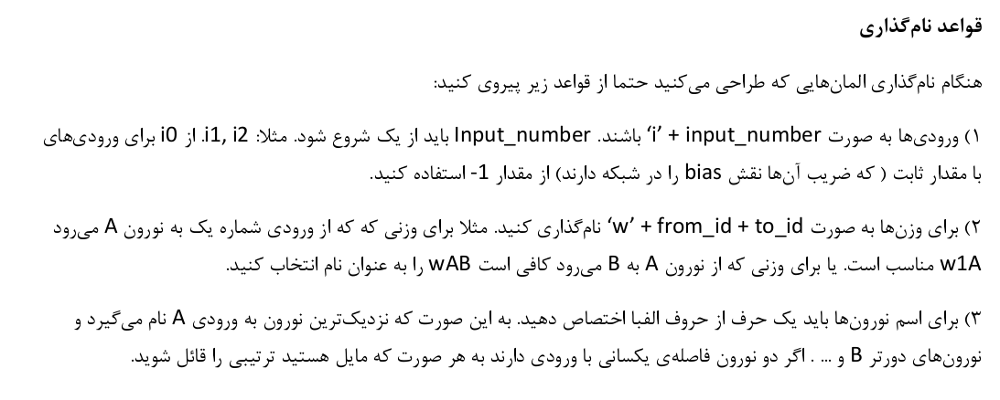 قواعد نام‌گذاری
هنگام نام‌گذاری المان‌هایی که طراحی می‌کنید حتما از قواعد زیر پیروی کنید:
۱) ورودی‌ها به صورت ‘i’ + input_number باشند. Input_number باید از یک شروع شود. مثلا: i1, i2. از i0 برای ورودی‌های
با مقدار ثابت ( که ضریب آن‌ها نقش bias را در شبکه دارند) از مقدار 1- استفاده کنید.
۲) برای وزن‌ها به صورت ‘w’ + from_id + to_id نام‌گذاری کنید. مثلا برای وزنی که که از ورودی شماره یک به نورون A می‌رود
w1A مناسب است. یا برای وزنی که از نورون A به B می‌رود کافی است wAB را به عنوان نام انتخاب کنید.
۳) برای اسم نورون‌ها باید یک حرف از حروف الفبا اختصاص دهید. به این صورت که نزدیک‌ترین نورون به ورودی A نام می‌گیرد و
نورون‌های دورتر B و ... . اگر دو نورون فاصله‌ی یکسانی با ورودی دارند به هر صورت که مایل هستید ترتیبی را قائل شوید.